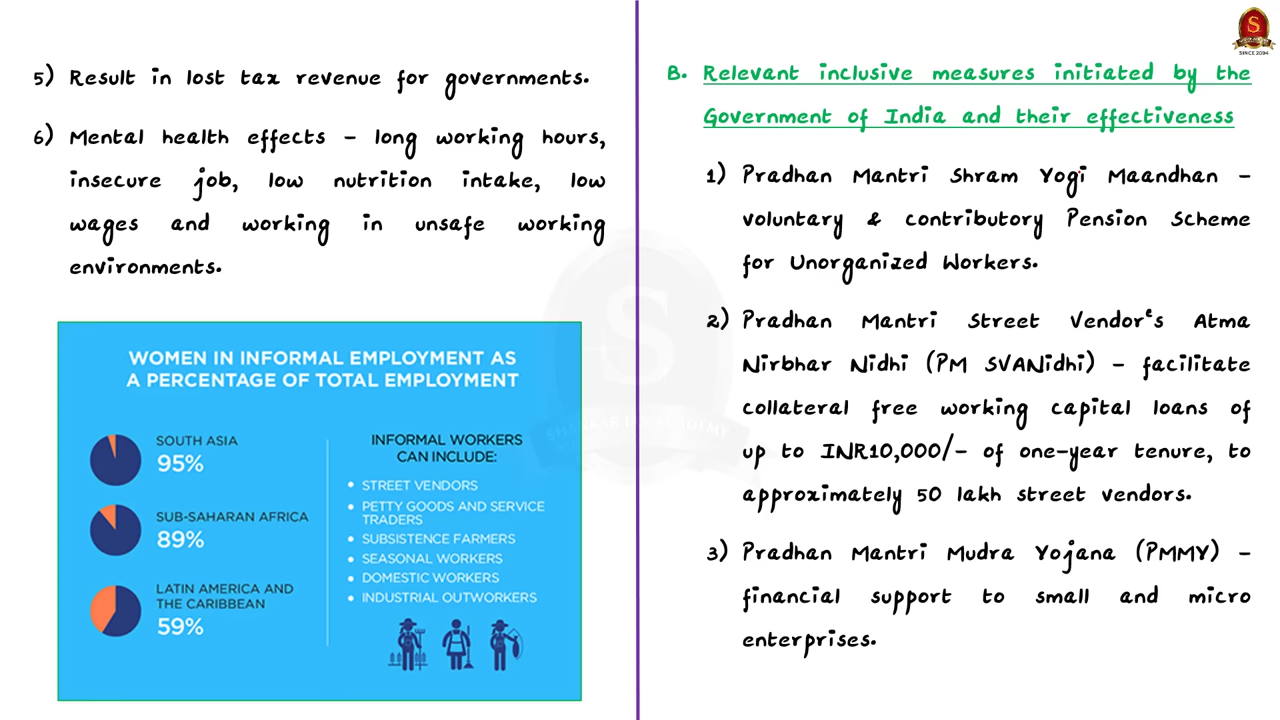 5) Result in lost tax revenue for governments.
6) Mental health effects – long working hours,
insecure job, low nutrition intake, low
wages and working in unsafe working
environments.
WOMEN IN INFORMAL EMPLOYMENT AS
A PERCENTAGE OF TOTAL EMPLOYMENT
SOUTH ASIA
95%
SUB-SAHARAN AFRICA
89%
LATIN AMERICA AND
THE CARIBBEAN
59%
INFORMAL WORKERS
CAN INCLUDE:
• STREET VENDORS
• PETTY GOODS AND SERVICE
TRADERS
• SUBSISTENCE FARMERS
• SEASONAL WORKERS
• DOMESTIC WORKERS
• INDUSTRIAL OUTWORKERS
B. Relevant inclusive measures initiated by the
Government of India and their effectiveness
1) Pradhan Mantri Shram Yogi Maandhan –
voluntary & contributory Pension Scheme
for Unorganized Workers.
2) Pradhan Mantri Street Vendor's Atma
Nirbhar Nidhi (PM SVANidhi) – facilitate
collateral free working capital loans of
up to INR10,000/- of one-year tenure, to
approximately 50 lakh street vendors.
3) Pradhan Mantri Mudra Yojana (PMMY) –
financial support to small and micro
enterprises.
S
SHANKAR IAS ACADEMY
SINCE 2004